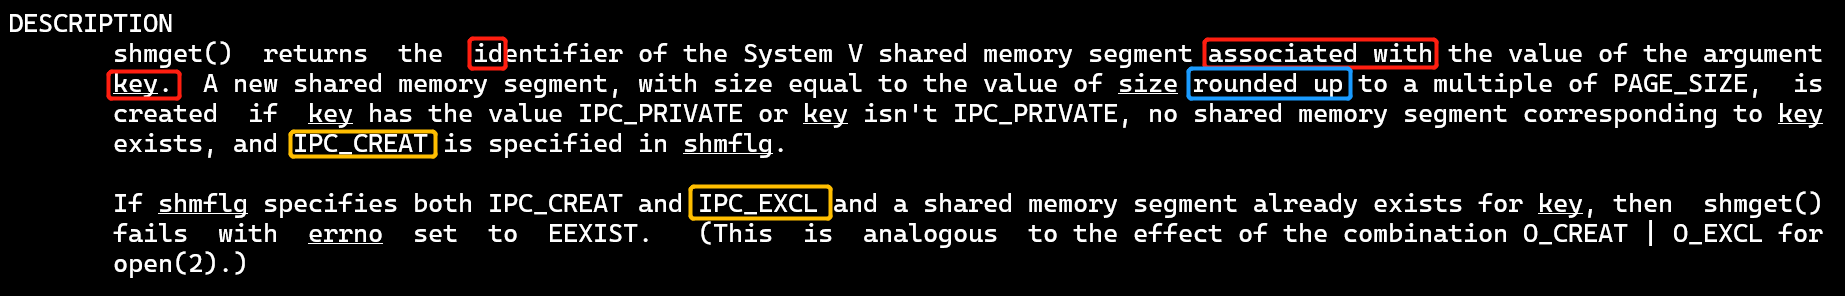 DESCRIPTION
shmget() returns the identifier of the System V shared memory segment associated with the value of the argument
key. A new shared memory segment, with size equal to the value of size rounded up to a multiple of PAGE_SIZE, is
created if key has the value IPC_PRIVATE or key isn't IPC_PRIVATE, no shared memory segment corresponding to key
exists, and IPC_CREAT is specified in shmflg.
If shmflg specifies both IPC_CREAT and IPC_EXCL and a shared memory segment already exists for key, then shmget()
fails with errno set to EEXIST. (This is analogous to the effect of the combination O_CREAT | O_EXCL for
open(2).)